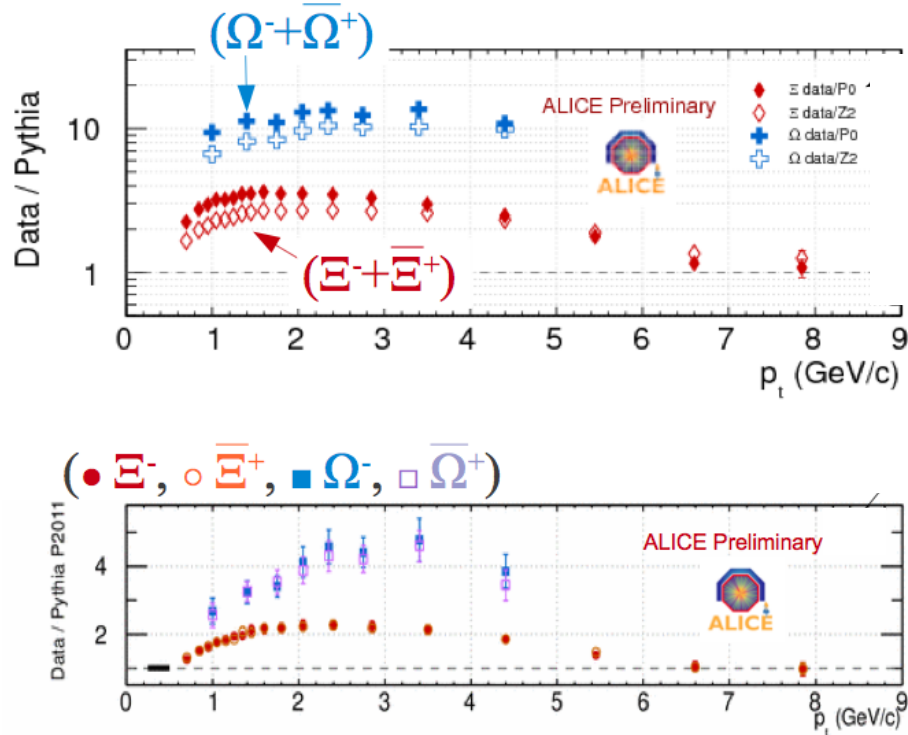 (Ω⁻+Ω̅⁺)
Data / Pythia
10
1
ALICE Preliminary
ALICE
Ξ data/P0
Ξ data/Z2
Ω data/P0
Ω data/Z2
(Ξ⁻+Ξ̅⁺)
0 1 2 3 4 5 6 7 8 9
p_t (GeV/c)
(● Ξ⁻, ○ Ξ̅⁺, ■ Ω⁻, □ Ω̅⁺)
Data / Pythia P2011
4
2
ALICE Preliminary
ALICE
0 1 2 3 4 5 6 7 8 9
p_t (GeV/c)